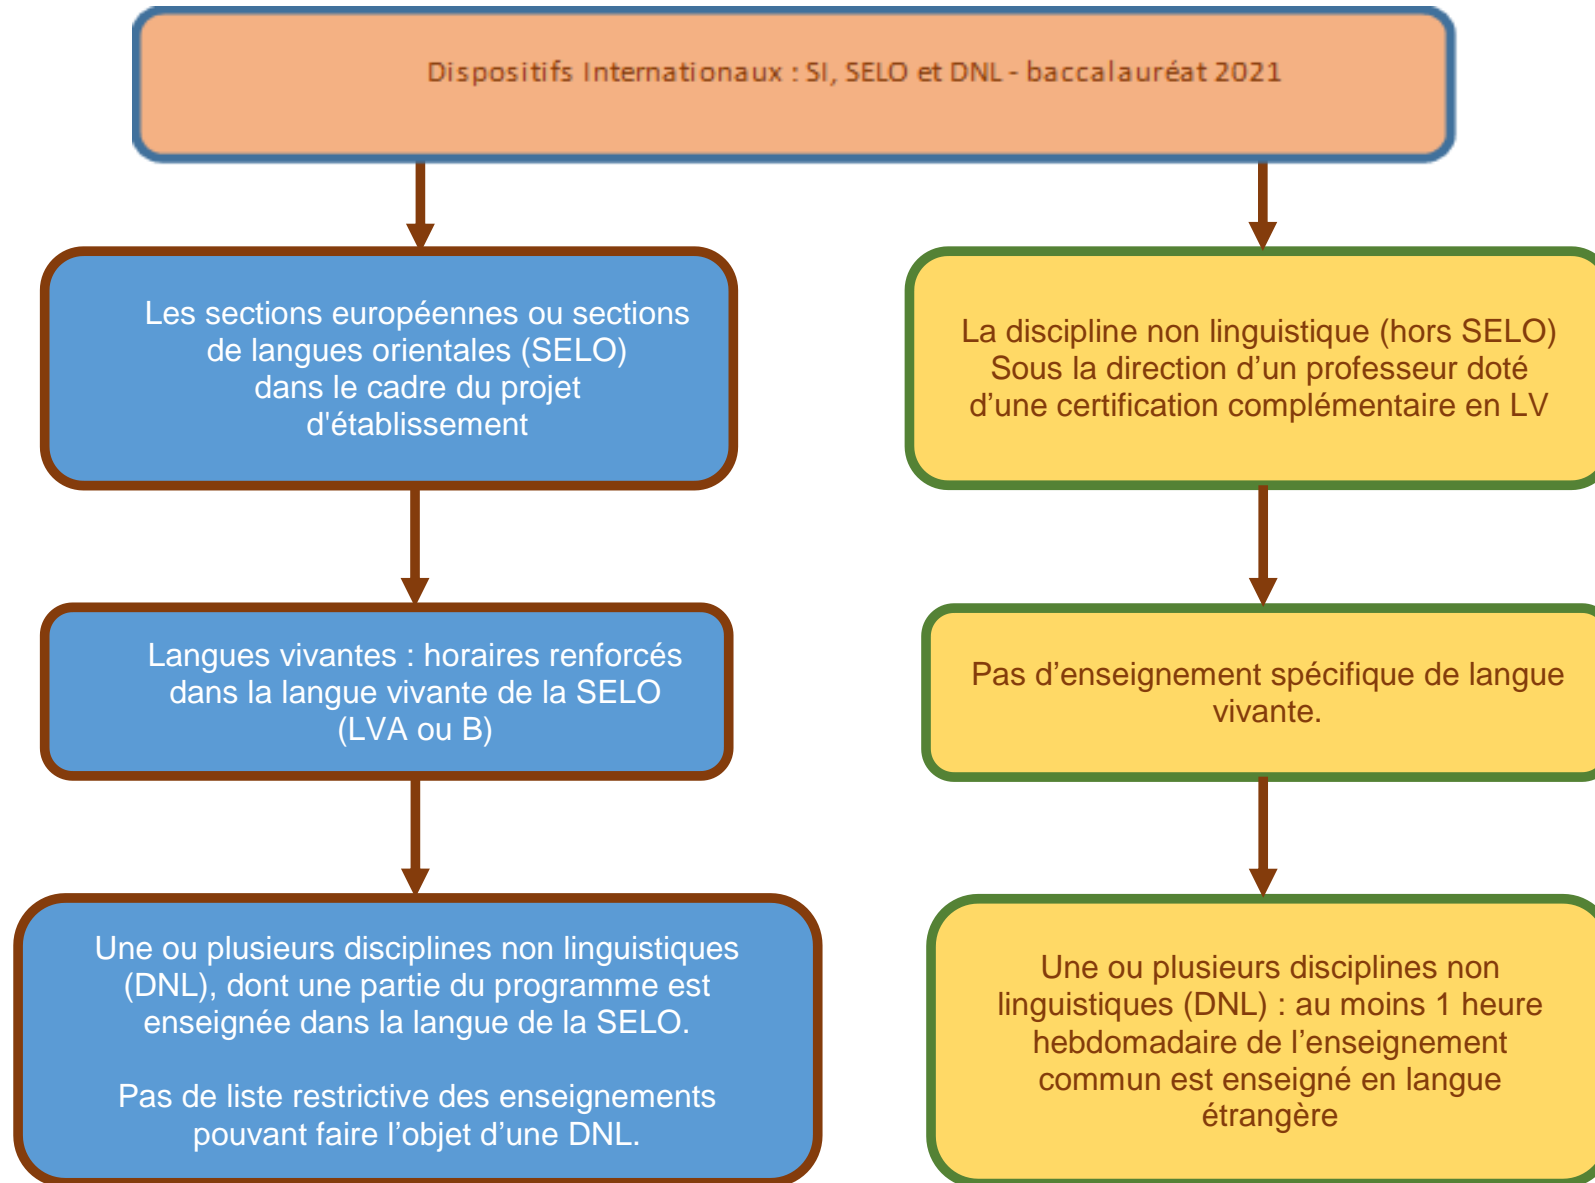 Dispositifs Internationaux : SI, SELO et DNL - baccalauréat 2021
Les sections européennes ou sections
de langues orientales (SELO)
dans le cadre du projet
d'établissement
La discipline non linguistique (hors SELO)
Sous la direction d’un professeur doté
d’une certification complémentaire en LV
Langues vivantes : horaires renforcés
dans la langue vivante de la SELO
(LVA ou B)
Pas d’enseignement spécifique de langue
vivante.
Une ou plusieurs disciplines non linguistiques
(DNL), dont une partie du programme est
enseignée dans la langue de la SELO.
Pas de liste restrictive des enseignements
pouvant faire l’objet d’une DNL.
Une ou plusieurs disciplines non
linguistiques (DNL) : au moins 1 heure
hebdomadaire de l’enseignement
commun est enseigné en langue
étrangère